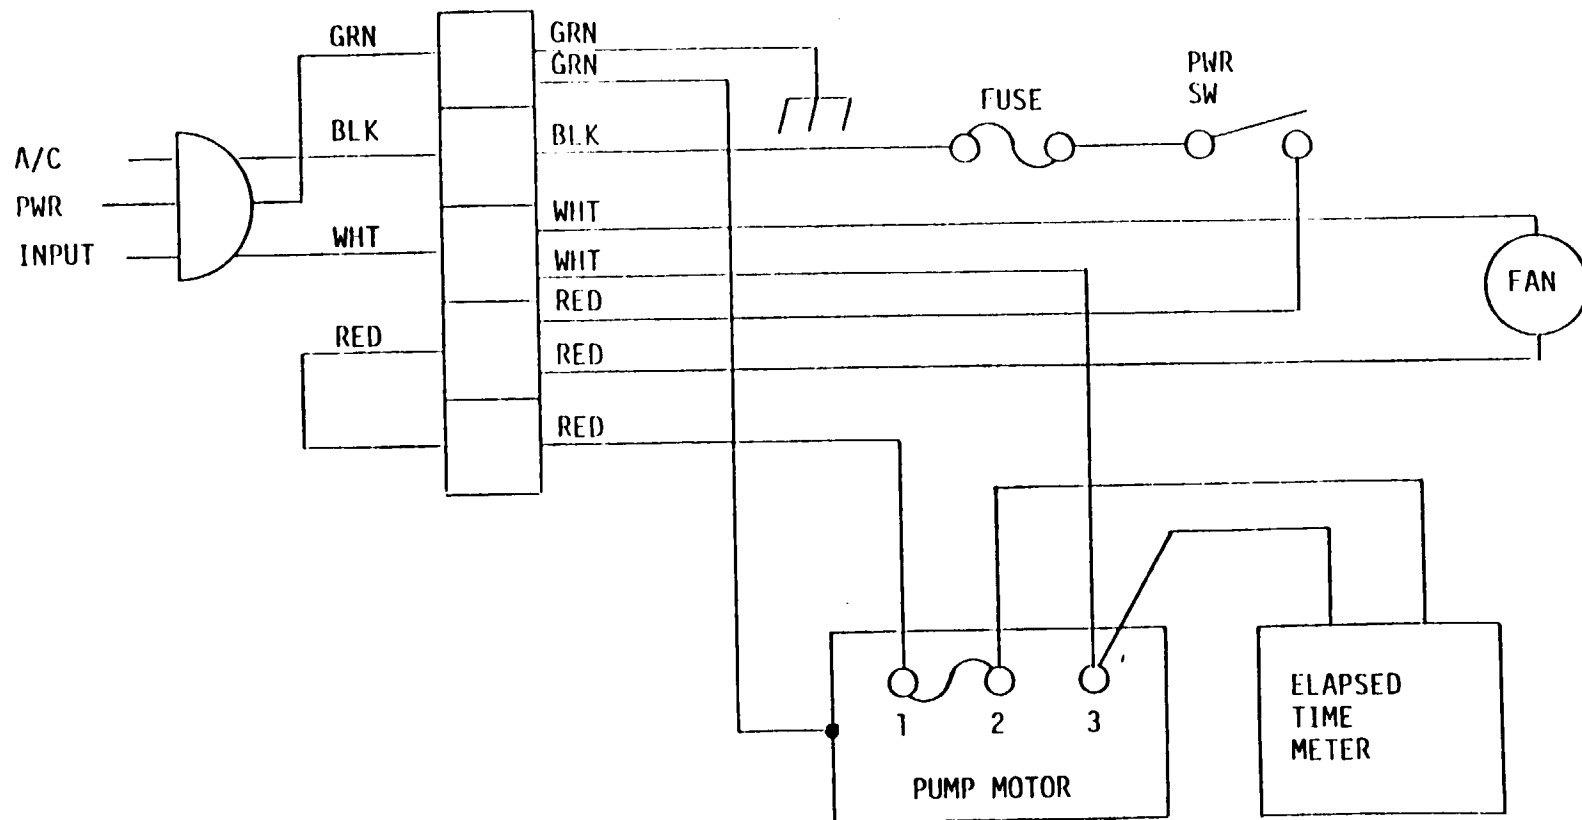 GRN
GRN
GRN
BLK
BLK
A/C
PWR
INPUT
WHT
WHT
WHT
RED
RED
RED
RED
FUSE
PWR
SW
FAN
1
2
3
PUMP MOTOR
ELAPSED
TIME
METER